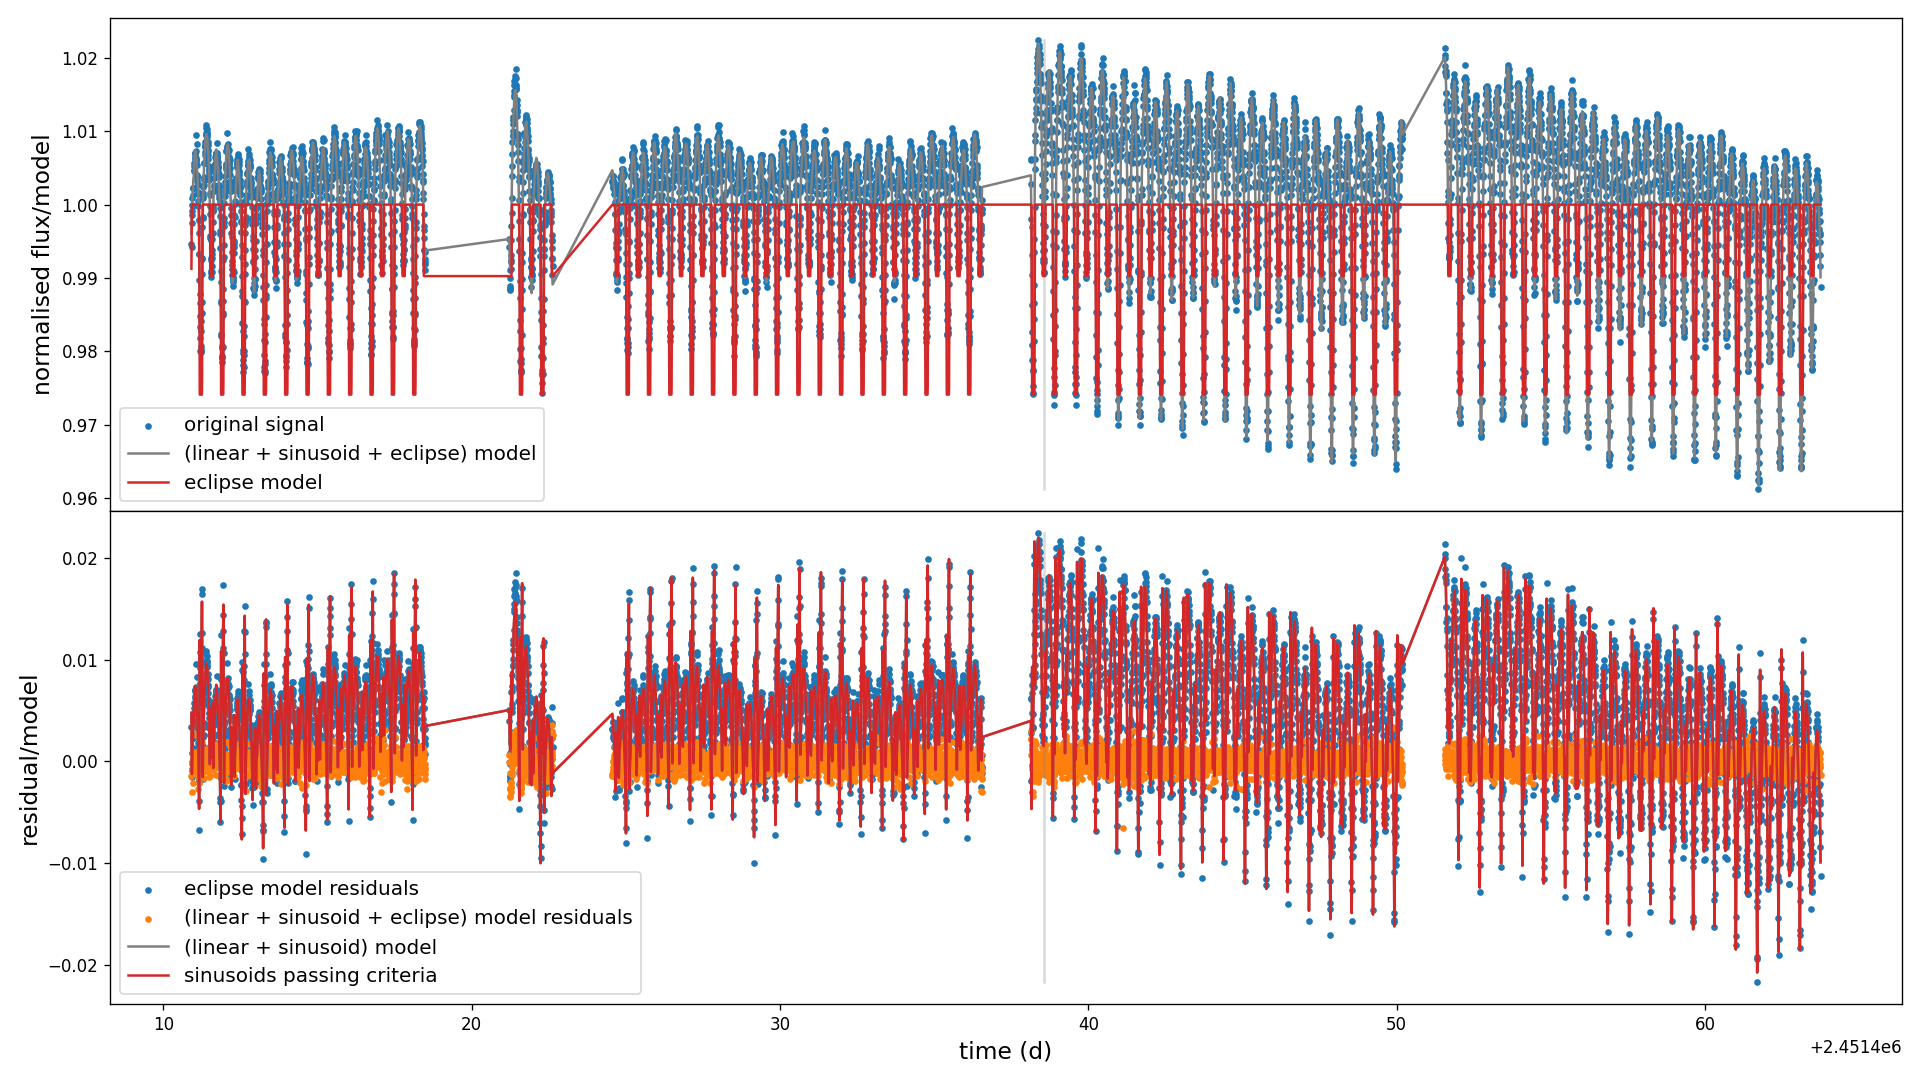 1.02
1.01
1.00
0.99
0.98
0.97
0.96
normalised flux/model
original signal
(linear + sinusoid + eclipse) model
eclipse model
0.02
0.01
0.00
−0.01
−0.02
residual/model
eclipse model residuals
(linear + sinusoid + eclipse) model residuals
(linear + sinusoid) model
sinusoids passing criteria
10 20 30 40 50 60
time (d)
+2.4514e6